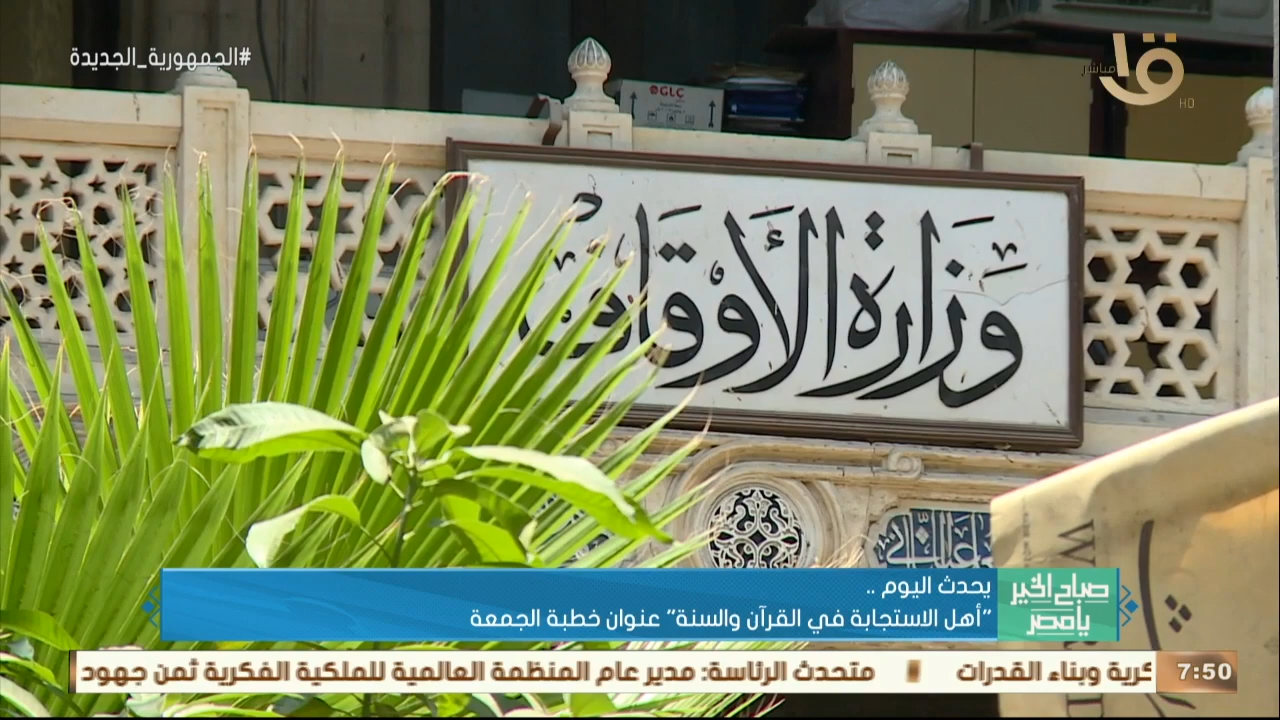 #الجمهورية_الجديدة
مباشر
HD
GLC
وزارة الأوقاف
صباح الخير
يا مصر
يحدث اليوم ..
"أهل الاستجابة في القرآن والسنة" عنوان خطبة الجمعة
7:50
كرية وبناء القدرات
متحدث الرئاسة: مدير عام المنظمة العالمية للملكية الفكرية ثمن جهود